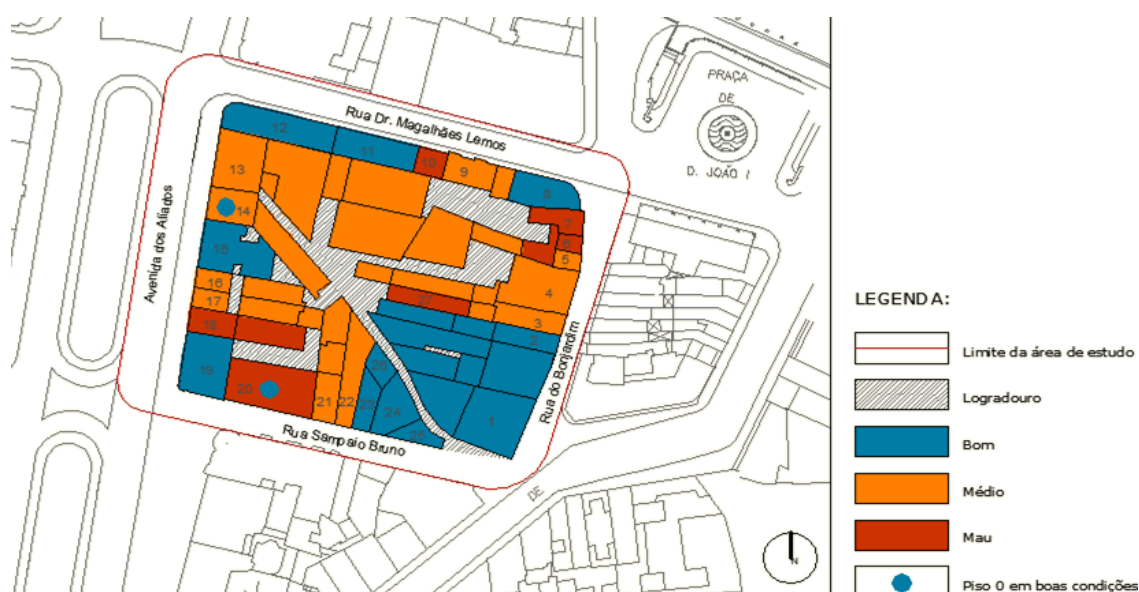 PRAÇA
DE
D. JOÃO I
Rua Dr. Magalhães Lemos
12
11
10
9
8
13
14
7
6
5
Avenida dos Aliados
15
4
16
27
17
3
18
2
Rua do Bonjardim
19
26
20
21
22
23
24
1
25
Rua Sampaio Bruno
DE
N
LEGENDA:
Limite da área de estudo
Logradouro
Bom
Médio
Mau
Piso 0 em boas condições